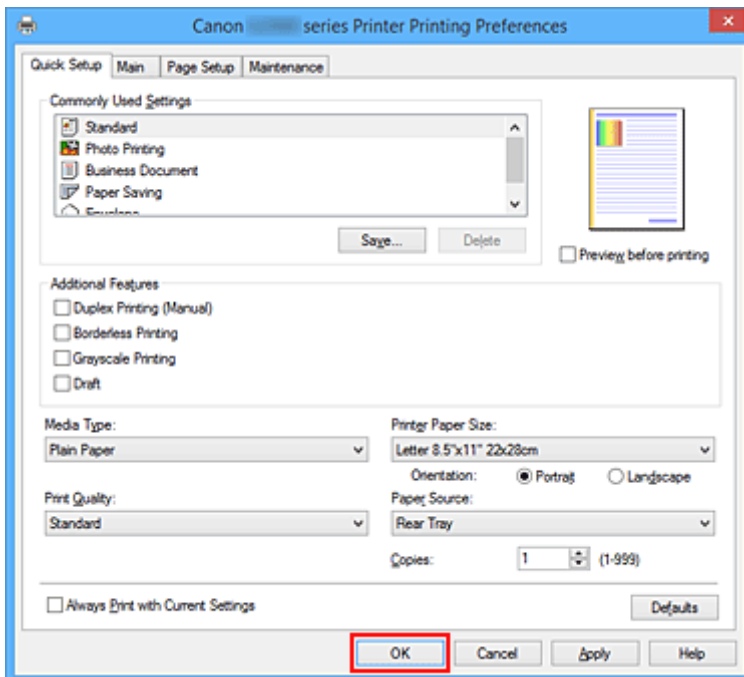 Canon series Printer Printing Preferences
Quick Setup Main Page Setup Maintenance
Commonly Used Settings
Standard
Photo Printing
Business Document
Paper Saving
Envelope
Save... Delete
Preview before printing
Additional Features
Duplex Printing (Manual)
Borderless Printing
Grayscale Printing
Draft
Media Type: Printer Paper Size:
Plain Paper Letter 8.5"x11" 22x28cm
Orientation: Portrait Landscape
Print Quality: Paper Source:
Standard Rear Tray
Copies: 1 (1-999)
Always Print with Current Settings Defaults
OK Cancel Apply Help